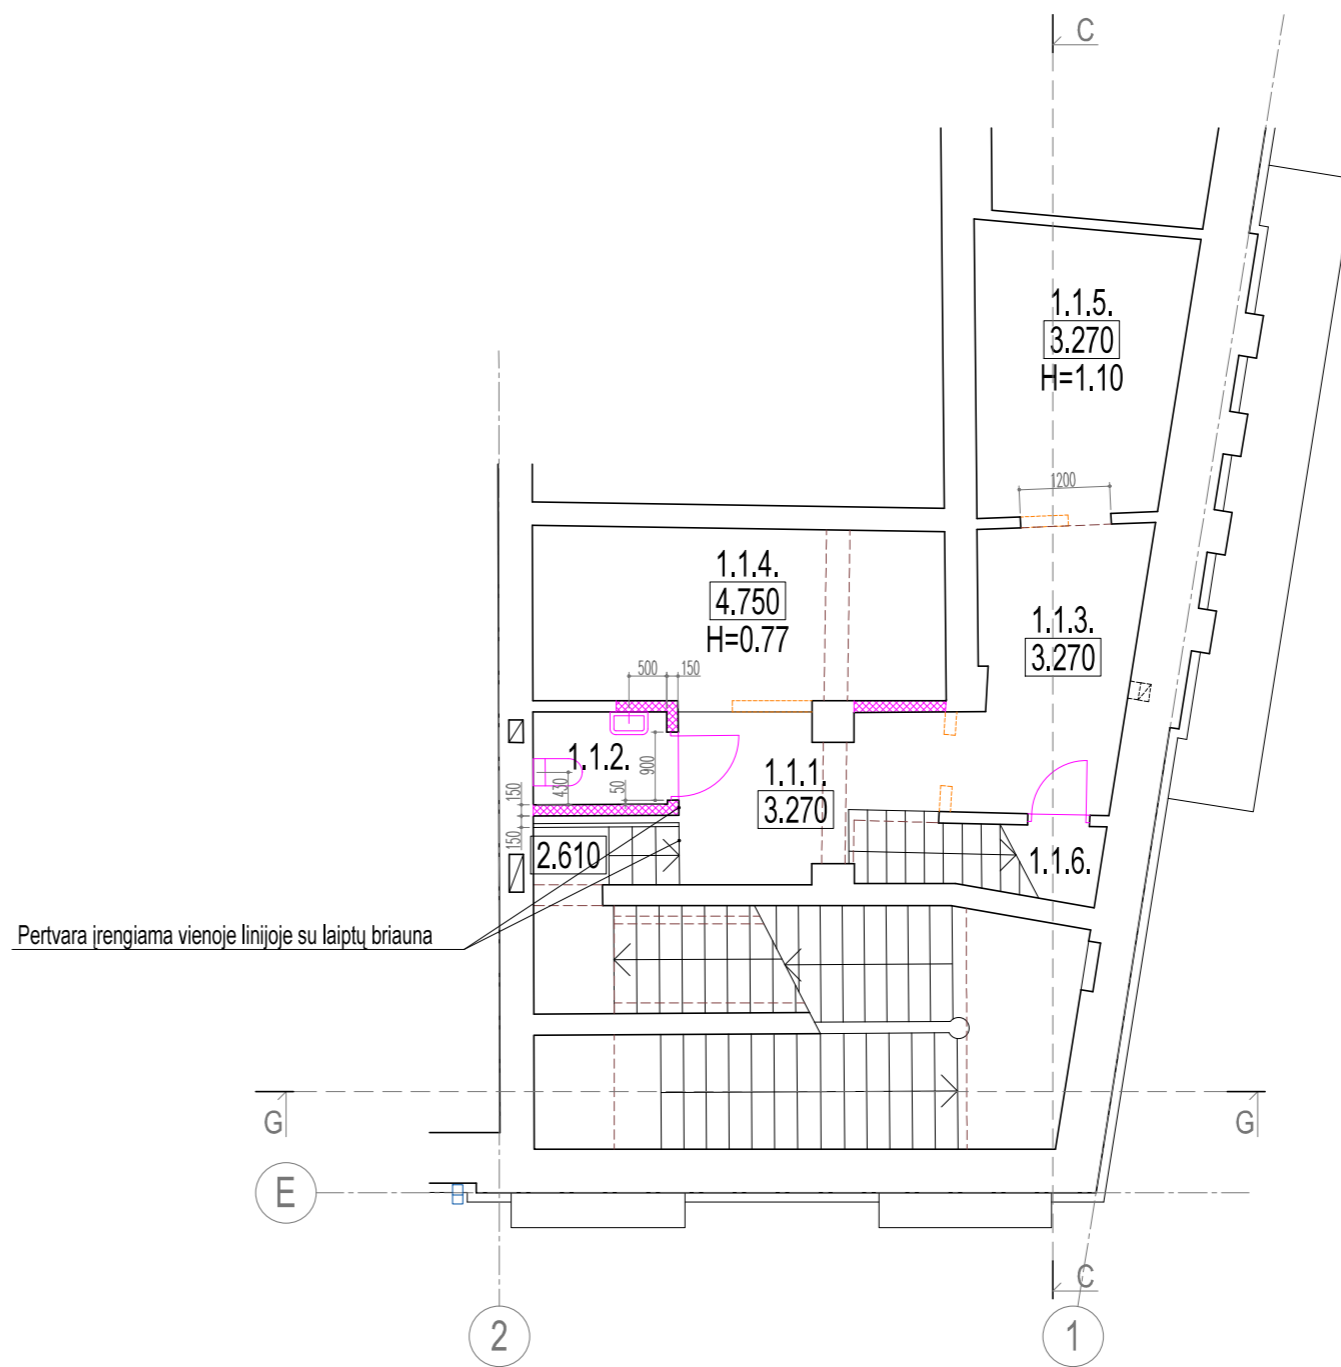 C
1.1.5.
3.270
H=1.10
1200
1.1.4.
4.750
H=0.77
1.1.3.
3.270
500
150
1.1.2.
900
430
50
150
150
1.1.1.
3.270
2.610
1.1.6.
Pertvara įrengiama vienoje linijoje su laiptų briauna
G
G
E
C
2
1